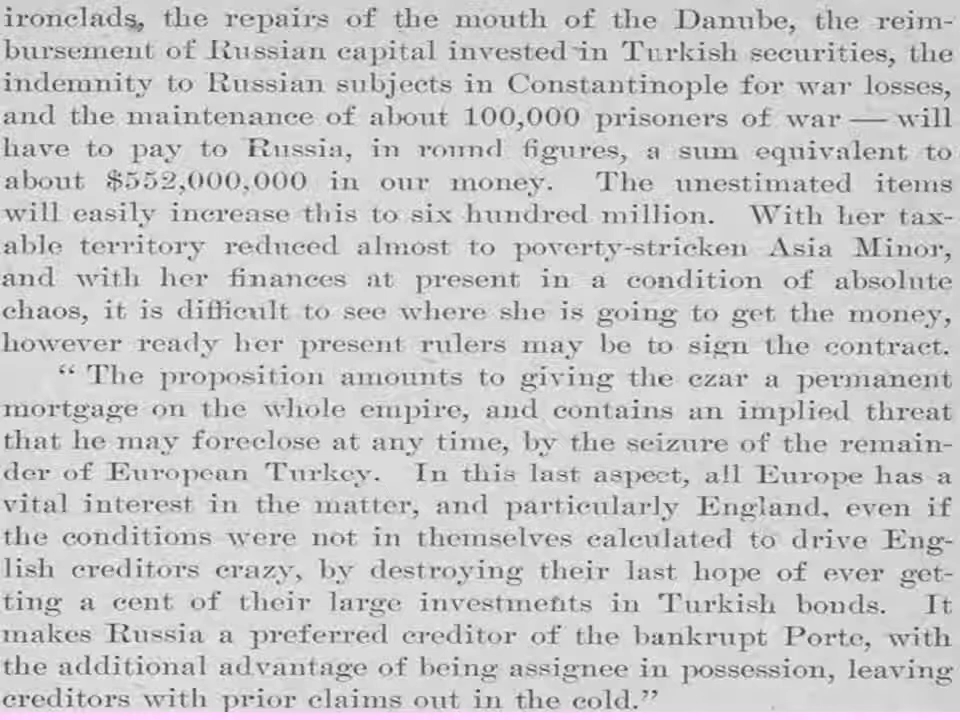 ironclads, the repairs of the mouth of the Danube, the reim-
bursement of Russian capital invested in Turkish securities, the
indemnity to Russian subjects in Constantinople for war losses,
and the maintenance of about 100,000 prisoners of war — will
have to pay to Russia, in round figures, a sum equivalent to
about $552,000,000 in our money. The unestimated items
will easily increase this to six hundred million. With her tax-
able territory reduced almost to poverty-stricken Asia Minor,
and with her finances at present in a condition of absolute
chaos, it is difficult to see where she is going to get the money,
however ready her present rulers may be to sign the contract.
“ The proposition amounts to giving the czar a permanent
mortgage on the whole empire, and contains an implied threat
that he may foreclose at any time, by the seizure of the remain-
der of European Turkey. In this last aspect, all Europe has a
vital interest in the matter, and particularly England, even if
the conditions were not in themselves calculated to drive Eng-
lish creditors crazy, by destroying their last hope of ever get-
ting a cent of their large investments in Turkish bonds. It
makes Russia a preferred creditor of the bankrupt Porte, with
the additional advantage of being assignee in possession, leaving
creditors with prior claims out in the cold.”